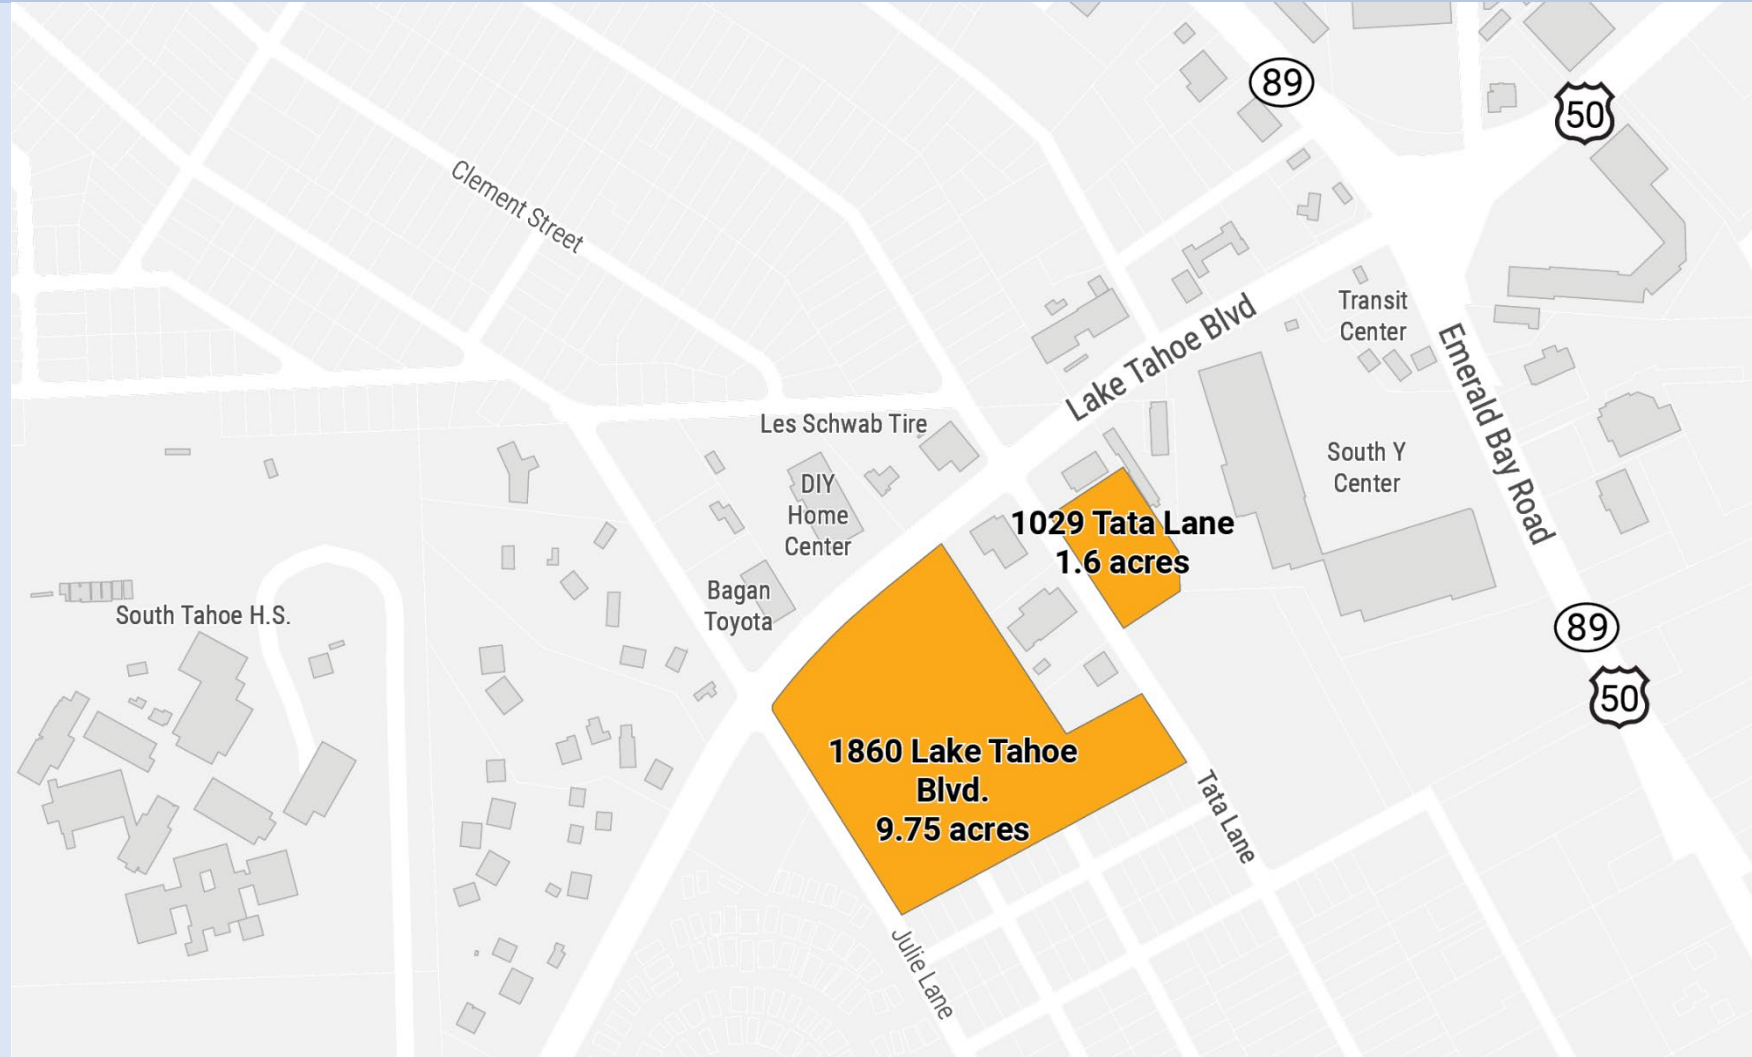 89
50
Clement Street
Transit
Center
Lake Tahoe Blvd
Emerald Bay Road
Les Schwab Tire
DIY
Home
Center
South Y
Center
1029 Tata Lane
1.6 acres
Bagan
Toyota
South Tahoe H.S.
89
50
1860 Lake Tahoe
Blvd.
9.75 acres
Tata Lane
Julie Lane